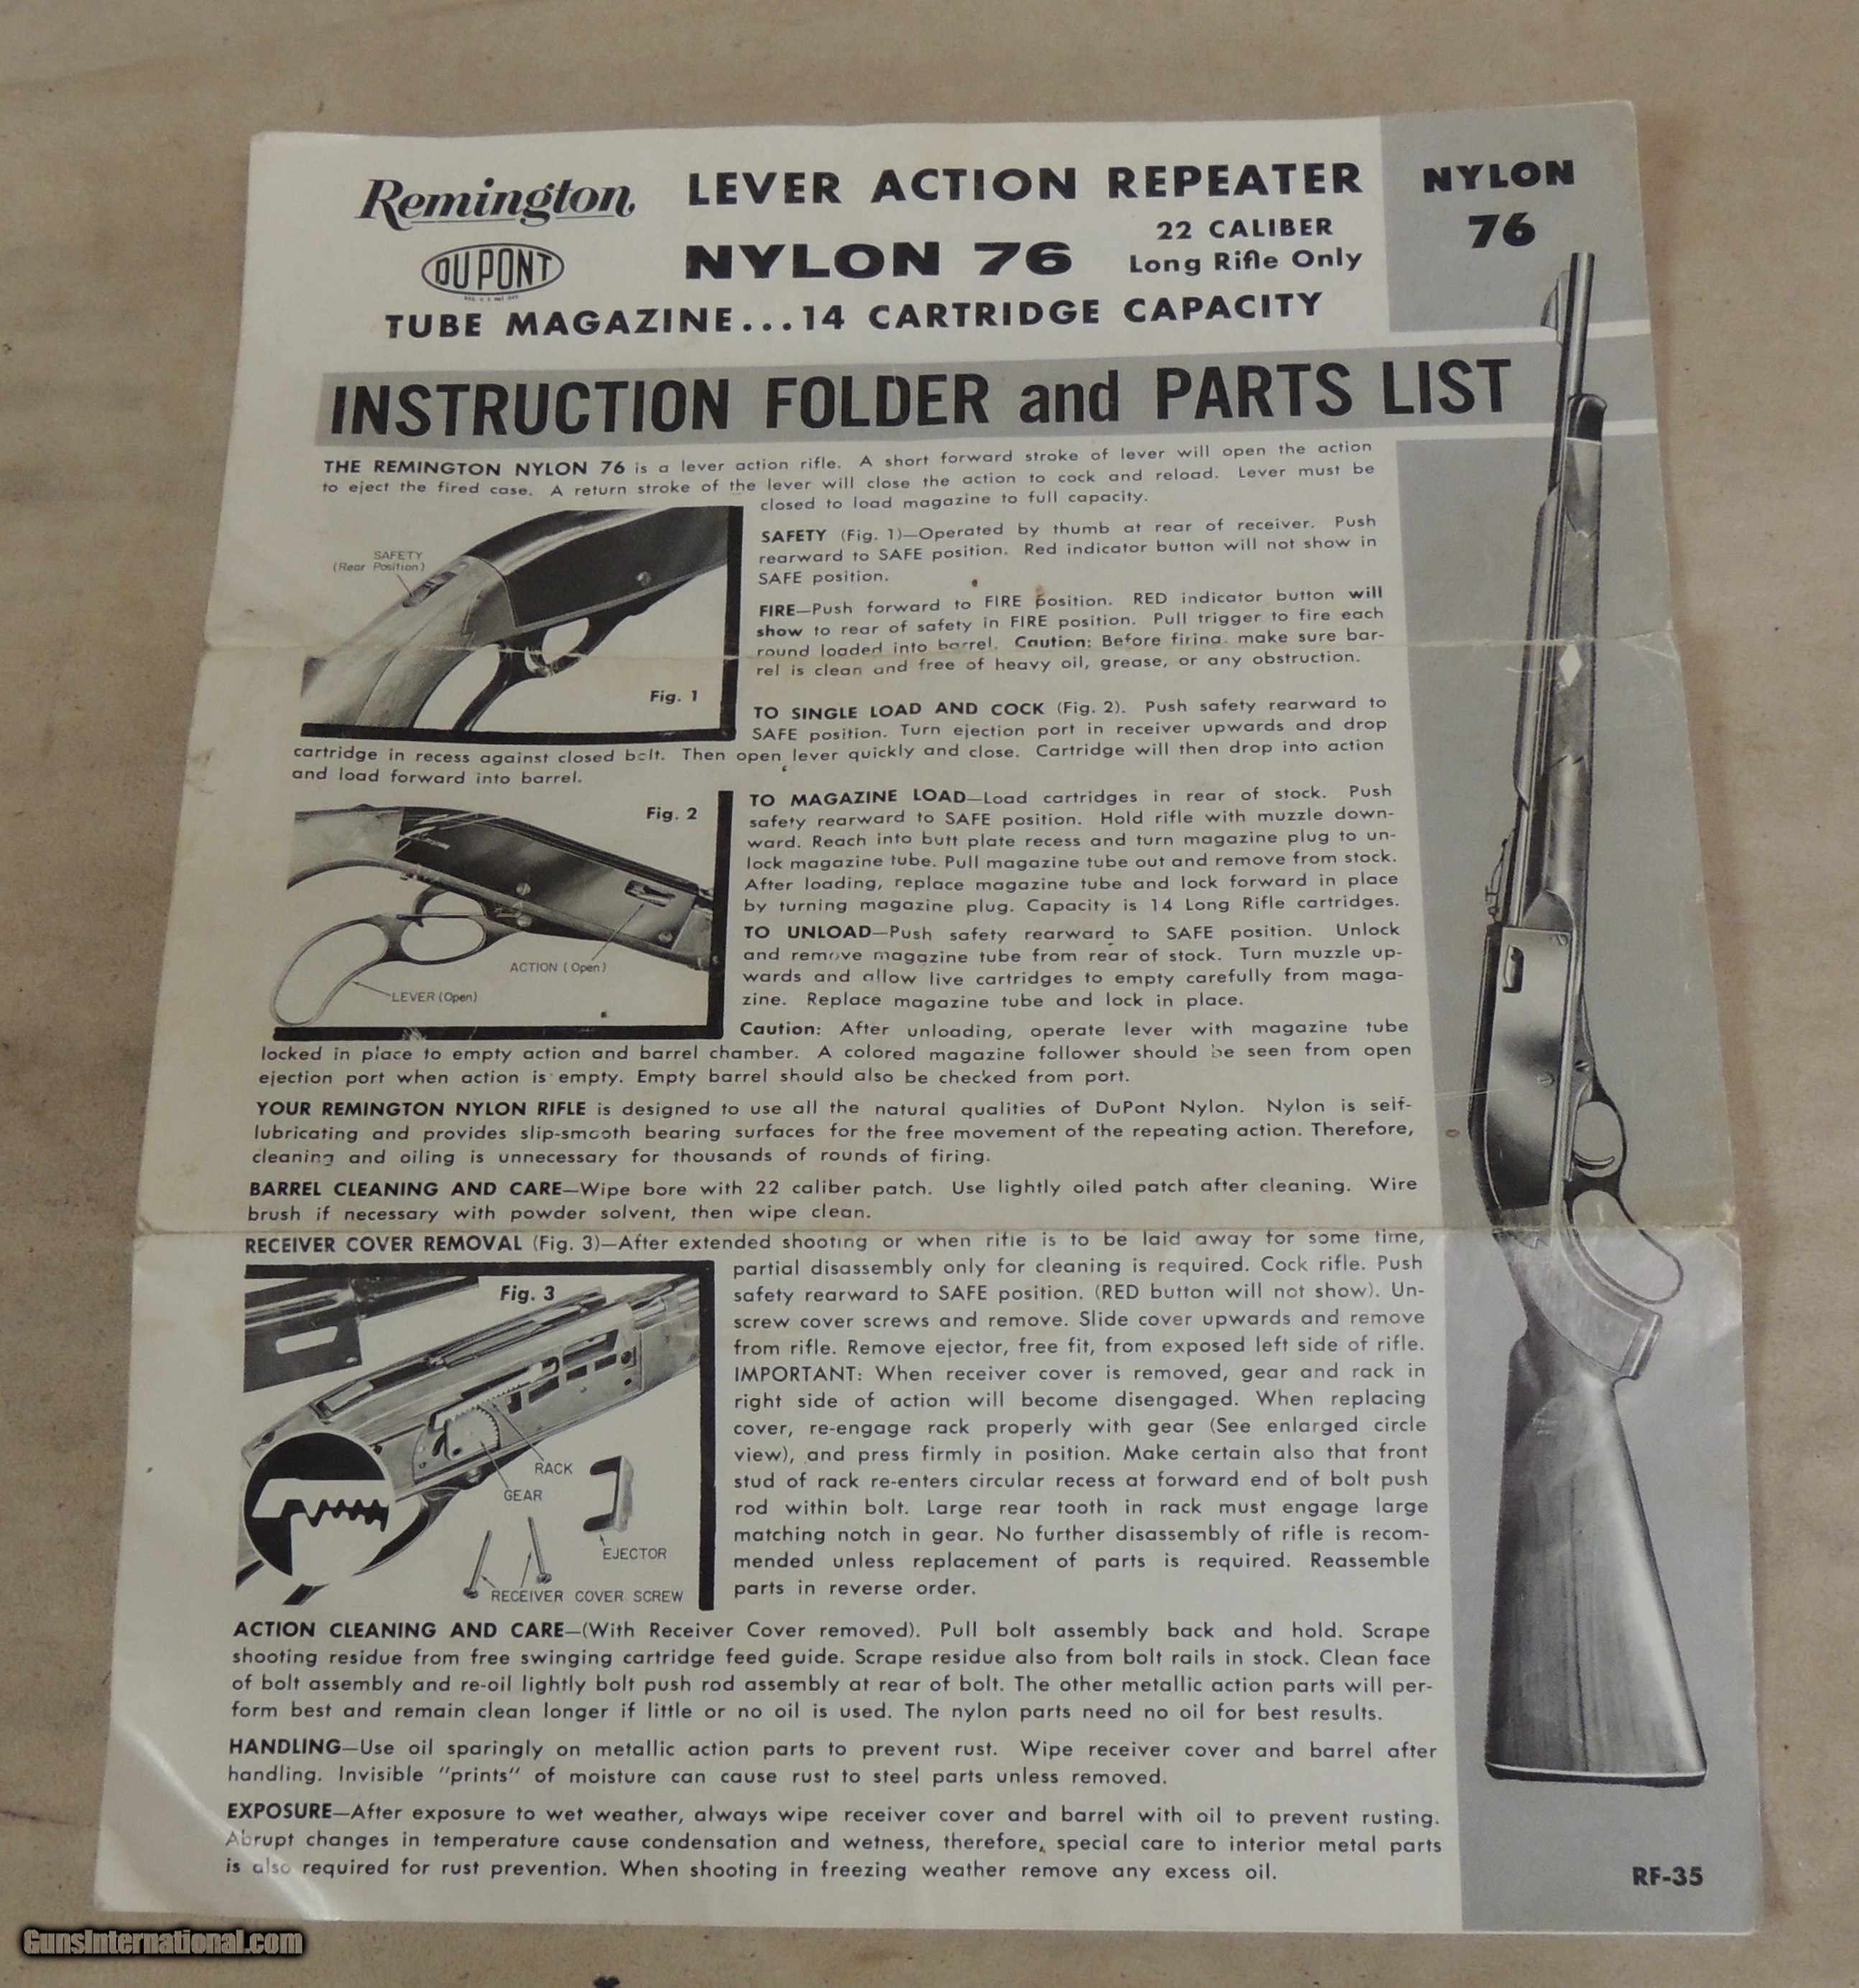 Remington
LEVER ACTION REPEATER
NYLON 76
22 CALIBER
Long Rifle Only
DU PONT
TUBE MAGAZINE...14 CARTRIDGE CAPACITY
NYLON
76
INSTRUCTION FOLDER and PARTS LIST
THE REMINGTON NYLON 76 is a lever action rifle. A short forward stroke of lever will open the action
to eject the fired case. A return stroke of the lever will close the action to cock and reload. Lever must be
closed to load magazine to full capacity.
SAFETY
(Rear Position)
Fig. 1
SAFETY (Fig. 1)—Operated by thumb at rear of receiver. Push
rearward to SAFE position. Red indicator button will not show in
SAFE position.
FIRE—Push forward to FIRE position. RED indicator button will
show to rear of safety in FIRE position. Pull trigger to fire each
round loaded into barrel. Caution: Before firing, make sure bar-
rel is clean and free of heavy oil, grease, or any obstruction.
TO SINGLE LOAD AND COCK (Fig. 2). Push safety rearward to
SAFE position. Turn ejection port in receiver upwards and drop
cartridge in recess against closed bolt. Then open lever quickly and close. Cartridge will then drop into action
and load forward into barrel.
Fig. 2
ACTION (Open)
LEVER (Open)
TO MAGAZINE LOAD—Load cartridges in rear of stock. Push
safety rearward to SAFE position. Hold rifle with muzzle down-
ward. Reach into butt plate recess and turn magazine plug to un-
lock magazine tube. Pull magazine tube out and remove from stock.
After loading, replace magazine tube and lock forward in place
by turning magazine plug. Capacity is 14 Long Rifle cartridges.
TO UNLOAD—Push safety rearward to SAFE position. Unlock
and remove magazine tube from rear of stock. Turn muzzle up-
wards and allow live cartridges to empty carefully from maga-
zine. Replace magazine tube and lock in place.
Caution: After unloading, operate lever with magazine tube
locked in place to empty action and barrel chamber. A colored magazine follower should be seen from open
ejection port when action is empty. Empty barrel should also be checked from port.
YOUR REMINGTON NYLON RIFLE is designed to use all the natural qualities of DuPont Nylon. Nylon is self-
lubricating and provides slip-smooth bearing surfaces for the free movement of the repeating action. Therefore,
cleaning and oiling is unnecessary for thousands of rounds of firing.
BARREL CLEANING AND CARE—Wipe bore with 22 caliber patch. Use lightly oiled patch after cleaning. Wire
brush if necessary with powder solvent, then wipe clean.
RECEIVER COVER REMOVAL (Fig. 3)—After extended shooting or when rifle is to be laid away for some time,
partial disassembly only for cleaning is required. Cock rifle. Push
safety rearward to SAFE position. (RED button will not show). Un-
screw cover screws and remove. Slide cover upwards and remove
from rifle. Remove ejector, free fit, from exposed left side of rifle.
IMPORTANT: When receiver cover is removed, gear and rack in
right side of action will become disengaged. When replacing
cover, re-engage rack properly with gear (See enlarged circle
view), and press firmly in position. Make certain also that front
stud of rack re-enters circular recess at forward end of bolt push
rod within bolt. Large rear tooth in rack must engage large
matching notch in gear. No further disassembly of rifle is recom-
mended unless replacement of parts is required. Reassemble
parts in reverse order.
Fig. 3
RACK
GEAR
EJECTOR
RECEIVER COVER SCREW
ACTION CLEANING AND CARE—(With Receiver Cover removed). Pull bolt assembly back and hold. Scrape
shooting residue from free swinging cartridge feed guide. Scrape residue also from bolt rails in stock. Clean face
of bolt assembly and re-oil lightly bolt push rod assembly at rear of bolt. The other metallic action parts will per-
form best and remain clean longer if little or no oil is used. The nylon parts need no oil for best results.
HANDLING—Use oil sparingly on metallic action parts to prevent rust. Wipe receiver cover and barrel after
handling. Invisible "prints" of moisture can cause rust to steel parts unless removed.
EXPOSURE—After exposure to wet weather, always wipe receiver cover and barrel with oil to prevent rusting.
Abrupt changes in temperature cause condensation and wetness, therefore, special care to interior metal parts
is also required for rust prevention. When shooting in freezing weather remove any excess oil.
RF-35
GunsInternational.com